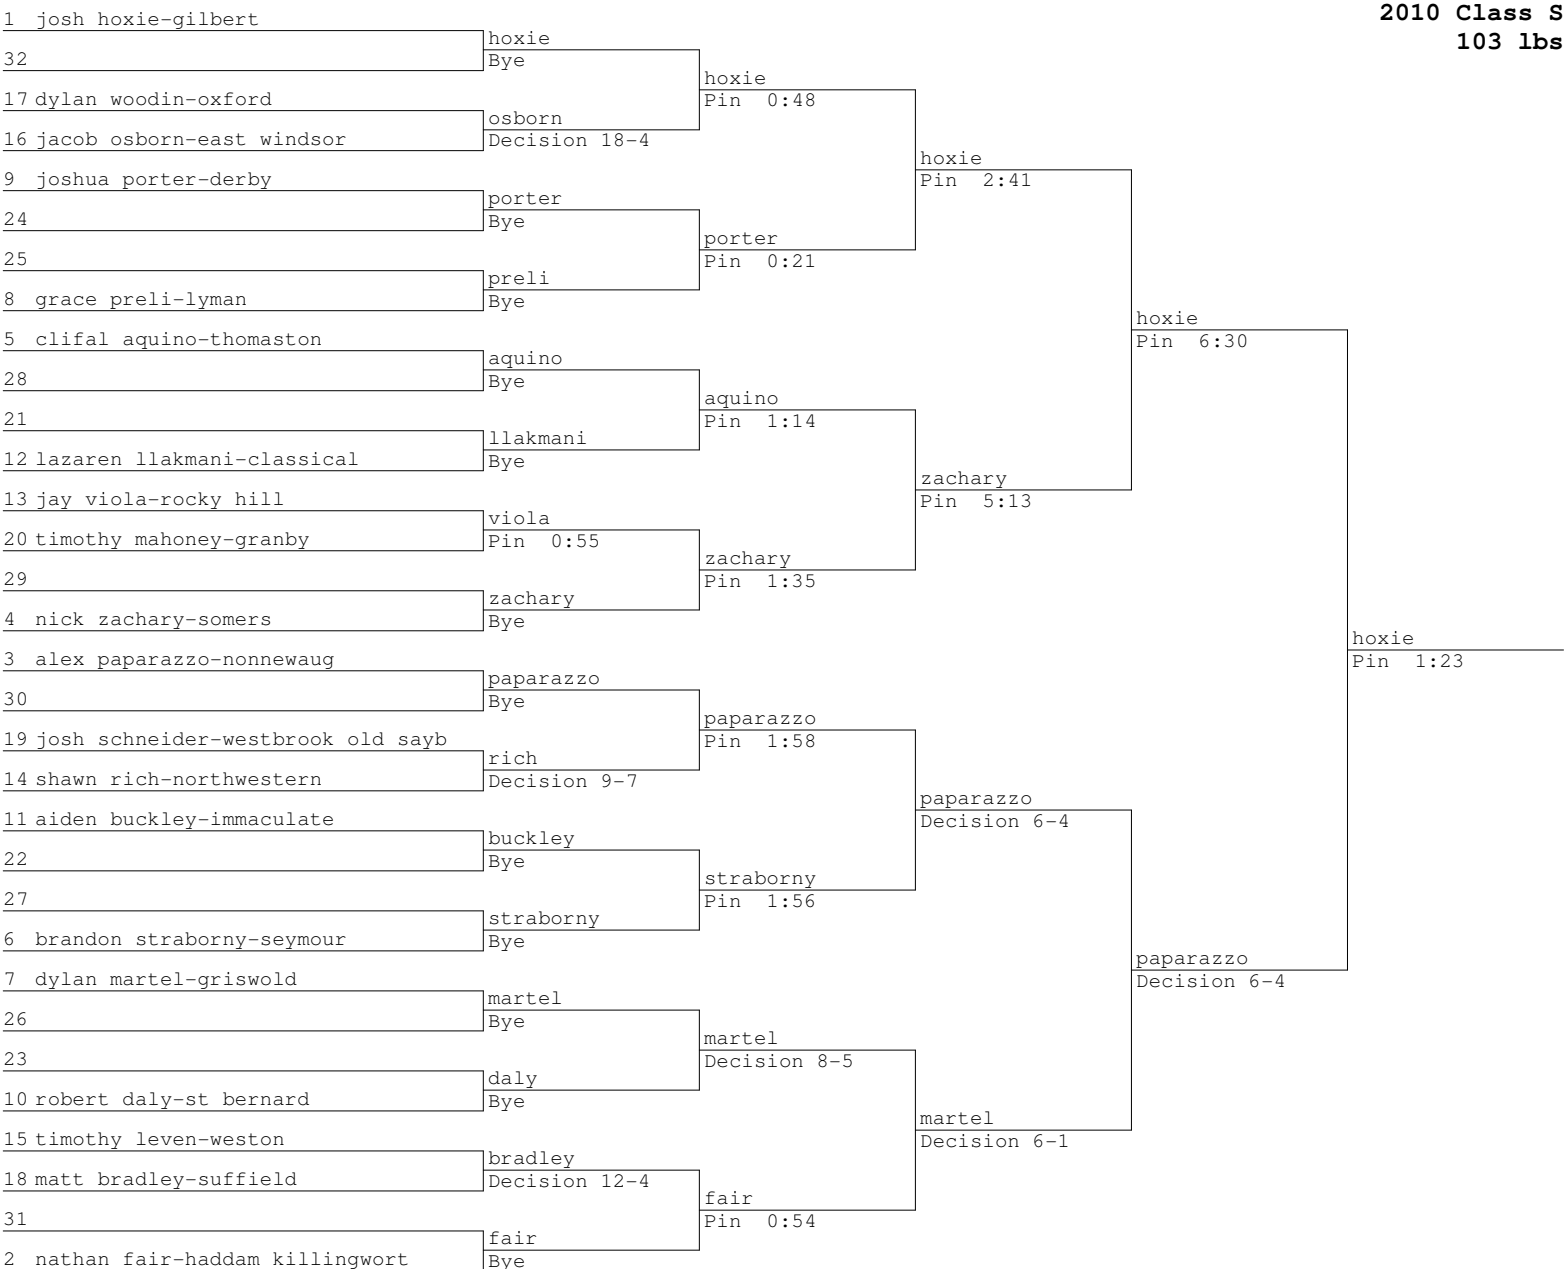 2010 Class S
103 lbs
1 josh hoxie-gilbert
32
17 dylan woodin-oxford
16 jacob osborn-east windsor
9 joshua porter-derby
24
25
8 grace preli-lyman
5 clifal aquino-thomaston
28
21
12 lazaren llakmani-classical
13 jay viola-rocky hill
20 timothy mahoney-granby
29
4 nick zachary-somers
3 alex paparazzo-nonnewaug
30
19 josh schneider-westbrook old sayb
14 shawn rich-northwestern
11 aiden buckley-immaculate
22
27
6 brandon straborny-seymour
7 dylan martel-griswold
26
23
10 robert daly-st bernard
15 timothy leven-weston
18 matt bradley-suffield
31
2 nathan fair-haddam killingwort
hoxie
Bye
osborn
Decision 18-4
porter
Bye
preli
Bye
aquino
Bye
llakmani
Bye
viola
Pin 0:55
zachary
Bye
paparazzo
Bye
rich
Decision 9-7
buckley
Bye
straborny
Bye
martel
Bye
daly
Bye
bradley
Decision 12-4
fair
Bye
hoxie
Pin 0:48
porter
Pin 0:21
aquino
Pin 1:14
zachary
Pin 1:35
paparazzo
Pin 1:58
straborny
Pin 1:56
martel
Decision 8-5
fair
Pin 0:54
hoxie
Pin 2:41
zachary
Pin 5:13
paparazzo
Decision 6-4
martel
Decision 6-1
hoxie
Pin 6:30
paparazzo
Decision 6-4
hoxie
Pin 1:23